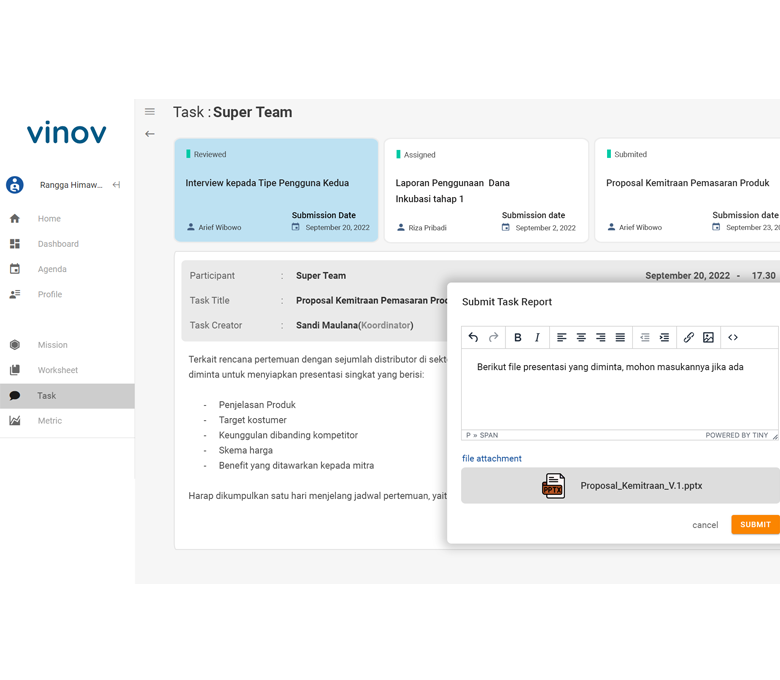 vinov
Rangga Himaw...
Home
Dashboard
Agenda
Profile
Mission
Worksheet
Task
Metric
Task : Super Team
Reviewed
Interview kepada Tipe Pengguna Kedua
Submission Date
Arief Wibowo
September 20, 2022
Assigned
Laporan Penggunaan Dana
Inkubasi tahap 1
Submission date
Riza Pribadi
September 2, 2022
Submited
Proposal Kemitraan Pemasaran Produk
Submission date
Arief Wibowo
September 23, 20
Participant : Super Team
September 20, 2022 - 17.30
Task Title : Proposal Kemitraan Pemasaran Proc
Task Creator : Sandi Maulana(Koordinator)
Terkait rencana pertemuan dengan sejumlah distributor di sekt
diminta untuk menyiapkan presentasi singkat yang berisi:
- Penjelasan Produk
- Target kostumer
- Keunggulan dibanding kompetitor
- Skema harga
- Benefit yang ditawarkan kepada mitra
Harap dikumpulkan satu hari menjelang jadwal pertemuan, yait
Submit Task Report
B I
Berikut file presentasi yang diminta, mohon masukannya jika ada
P » SPAN
POWERED BY TINY
file attachment
PPTX
Proposal_Kemitraan_V.1.pptx
cancel
SUBMIT